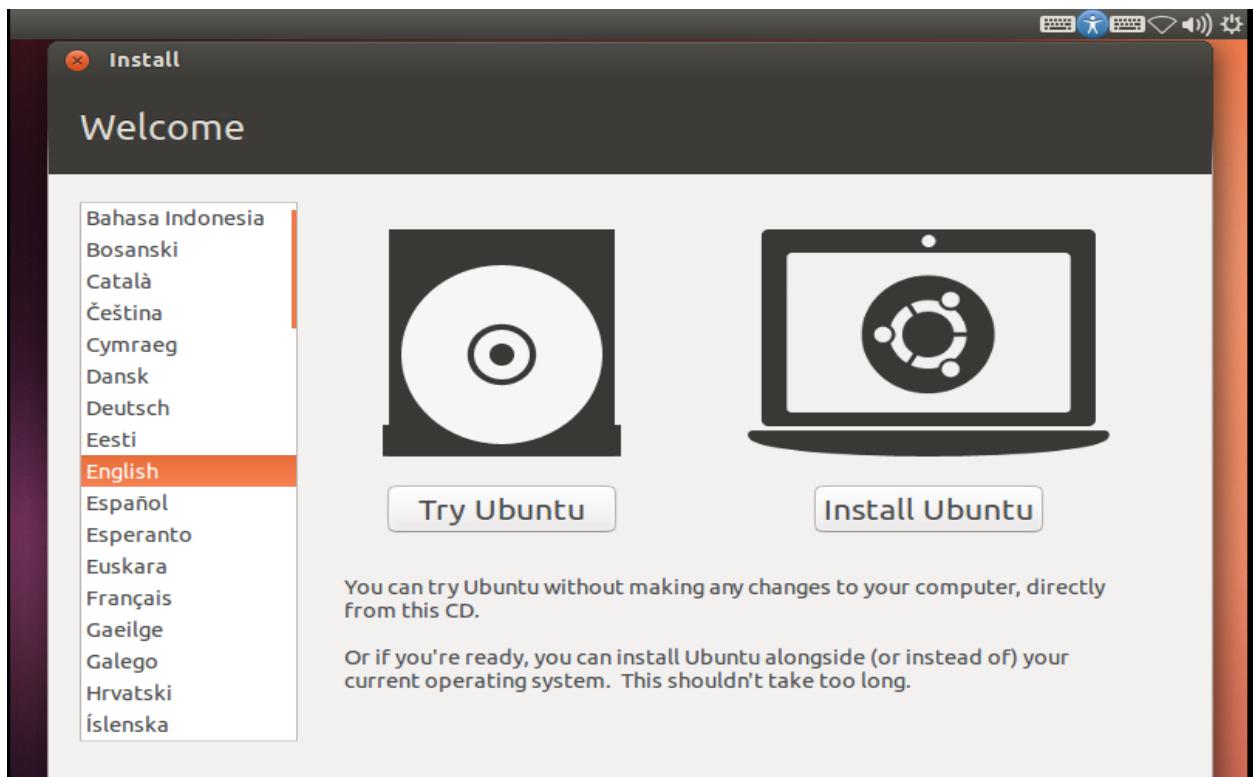 Install
Welcome
Bahasa Indonesia
Bosanski
Català
Čeština
Cymraeg
Dansk
Deutsch
Eesti
English
Español
Esperanto
Euskara
Français
Gaeilge
Galego
Hrvatski
Íslenska
Try Ubuntu
Install Ubuntu
You can try Ubuntu without making any changes to your computer, directly
from this CD.
Or if you're ready, you can install Ubuntu alongside (or instead of) your
current operating system.  This shouldn't take too long.